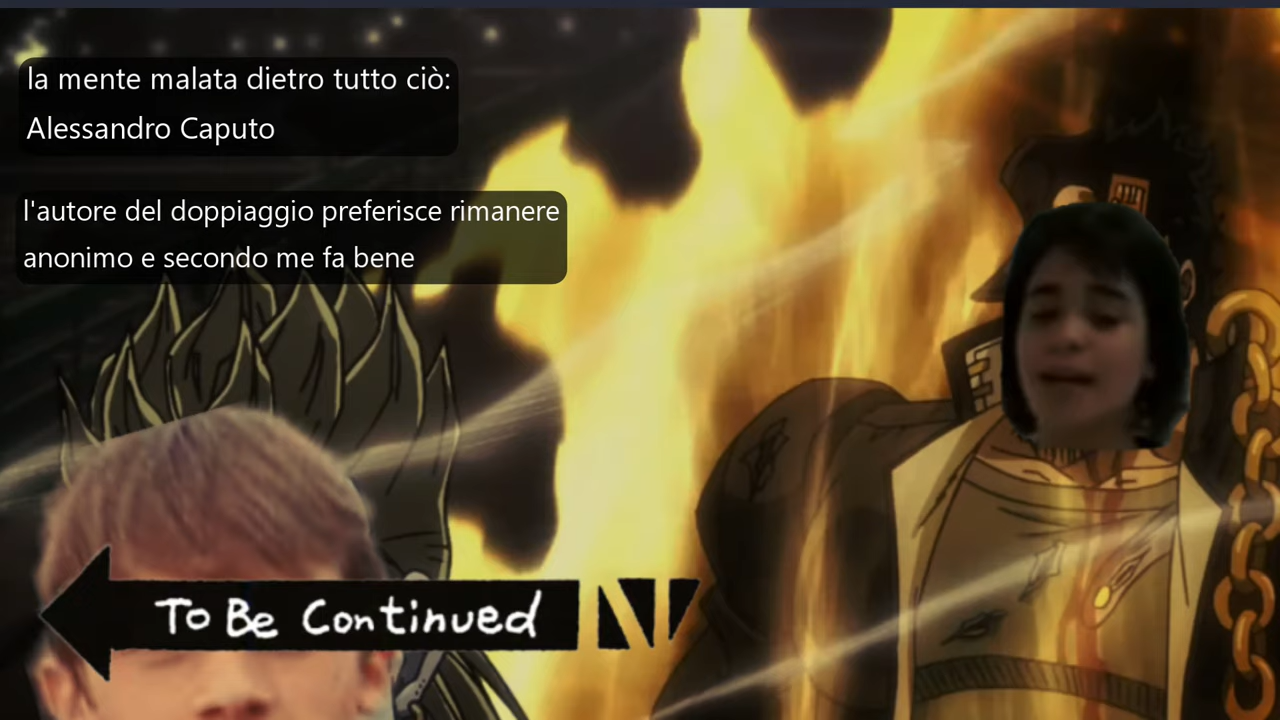 la mente malata dietro tutto ciò:
Alessandro Caputo
l'autore del doppiaggio preferisce rimanere
anonimo e secondo me fa bene
To Be Continued